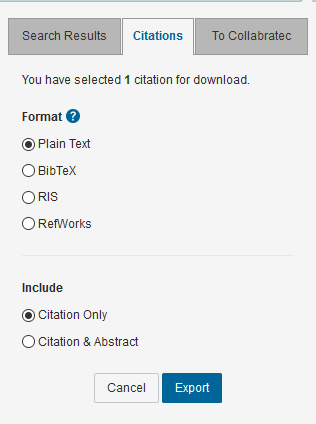 Search Results
Citations
To Collabratec
You have selected 1 citation for download.
Format ?
Plain Text
BibTeX
RIS
RefWorks
Include
Citation Only
Citation & Abstract
Cancel
Export